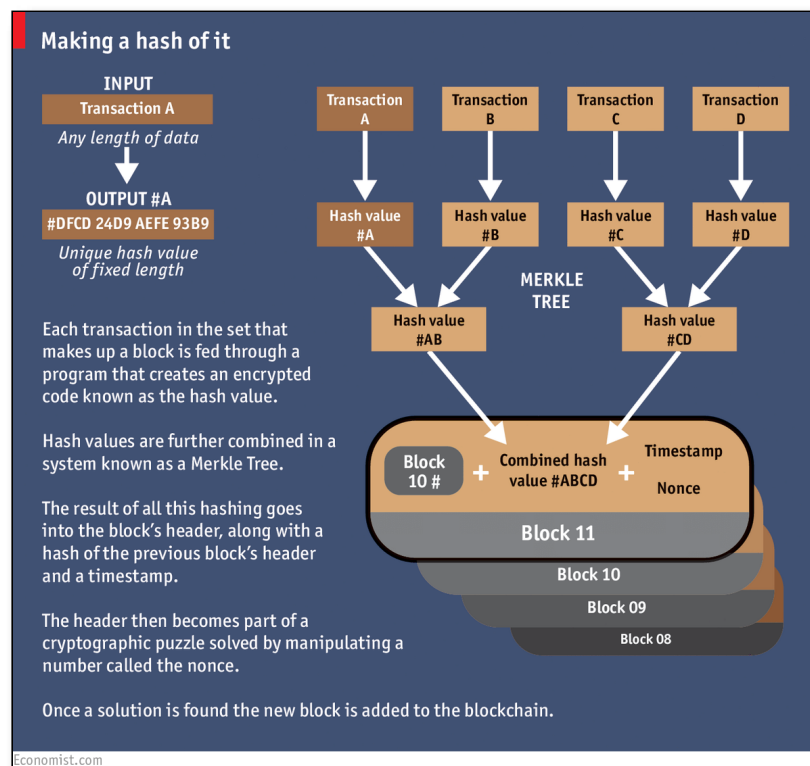 Making a hash of it
INPUT
Transaction A
Any length of data
OUTPUT #A
#DFCD 24D9 AEFE 93B9
Unique hash value
of fixed length
Transaction
A
Transaction
B
Transaction
C
Transaction
D
Hash value
#A
Hash value
#B
Hash value
#C
Hash value
#D
MERKLE
TREE
Hash value
#AB
Hash value
#CD
Each transaction in the set that
makes up a block is fed through a
program that creates an encrypted
code known as the hash value.
Hash values are further combined in a
system known as a Merkle Tree.
The result of all this hashing goes
into the block’s header, along with a
hash of the previous block’s header
and a timestamp.
The header then becomes part of a
cryptographic puzzle solved by manipulating a
number called the nonce.
Once a solution is found the new block is added to the blockchain.
Block
10 #
+
Combined hash
value #ABCD
+
Timestamp
Nonce
Block 11
Block 10
Block 09
Block 08
Economist.com